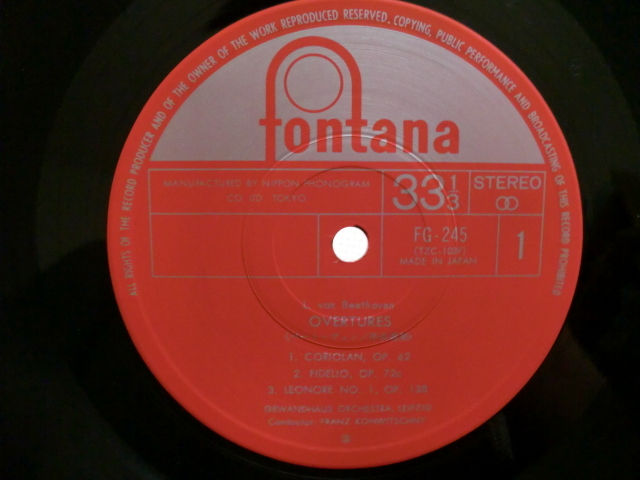 ALL RIGHTS OF THE RECORD PRODUCER AND OF THE OWNER OF THE WORK REPRODUCED RESERVED. COPYING, PUBLIC PERFORMANCE AND BROADCASTING OF THIS RECORD PROHIBITED
fontana
MANUFACTURED BY NIPPON PHONOGRAM
CO. LTD. TOKYO
33 1/3
STEREO
FG-245
MADE IN JAPAN
1
L. van Beethoven
OVERTURES
1. CORIOLAN, OP. 62
2. FIDELIO, OP. 72c
3. LEONORE NO. 1, OP. 138
GEWANDHAUS ORCHESTRA, LEIPZIG
Conductor: FRANZ KONWITSCHNY